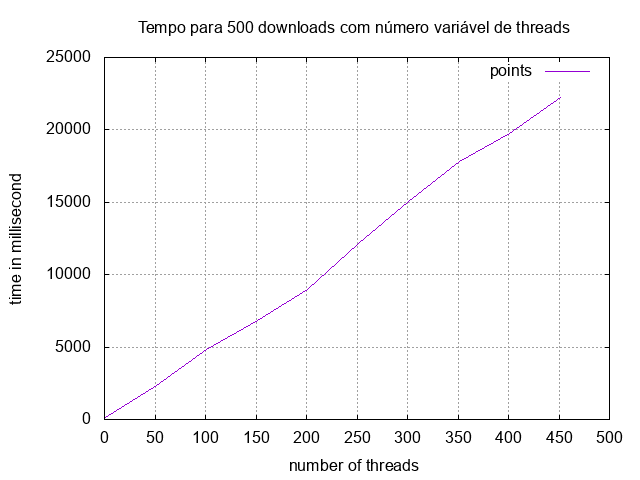 Tempo para 500 downloads com número variável de threads
25000
points
20000
15000
10000
5000
0
time in millisecond
0 50 100 150 200 250 300 350 400 450 500
number of threads